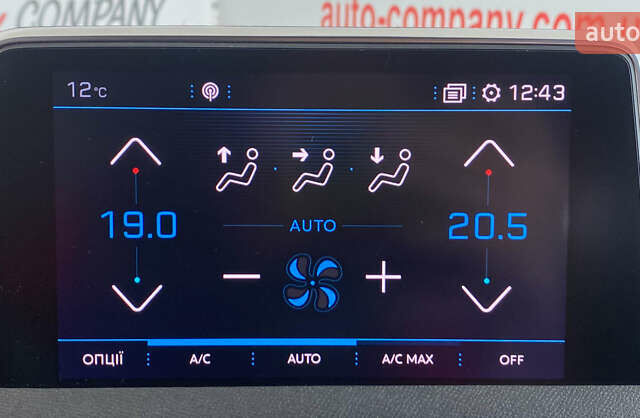 COMPANY auto-company.com.u
auto
12°C 12:43
19.0 20.5
AUTO
ОПЦІЇ A/C AUTO A/C MAX OFF